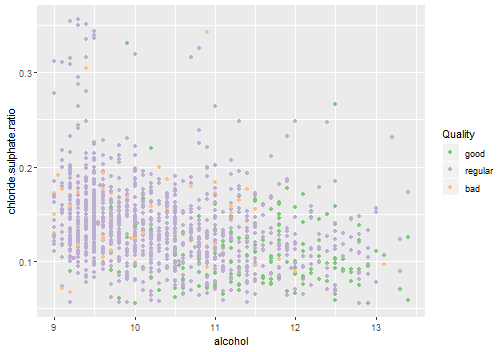 chloride.sulphate.ratio
0.3
0.2
0.1
9
10
11
12
13
alcohol
Quality
good
regular
bad